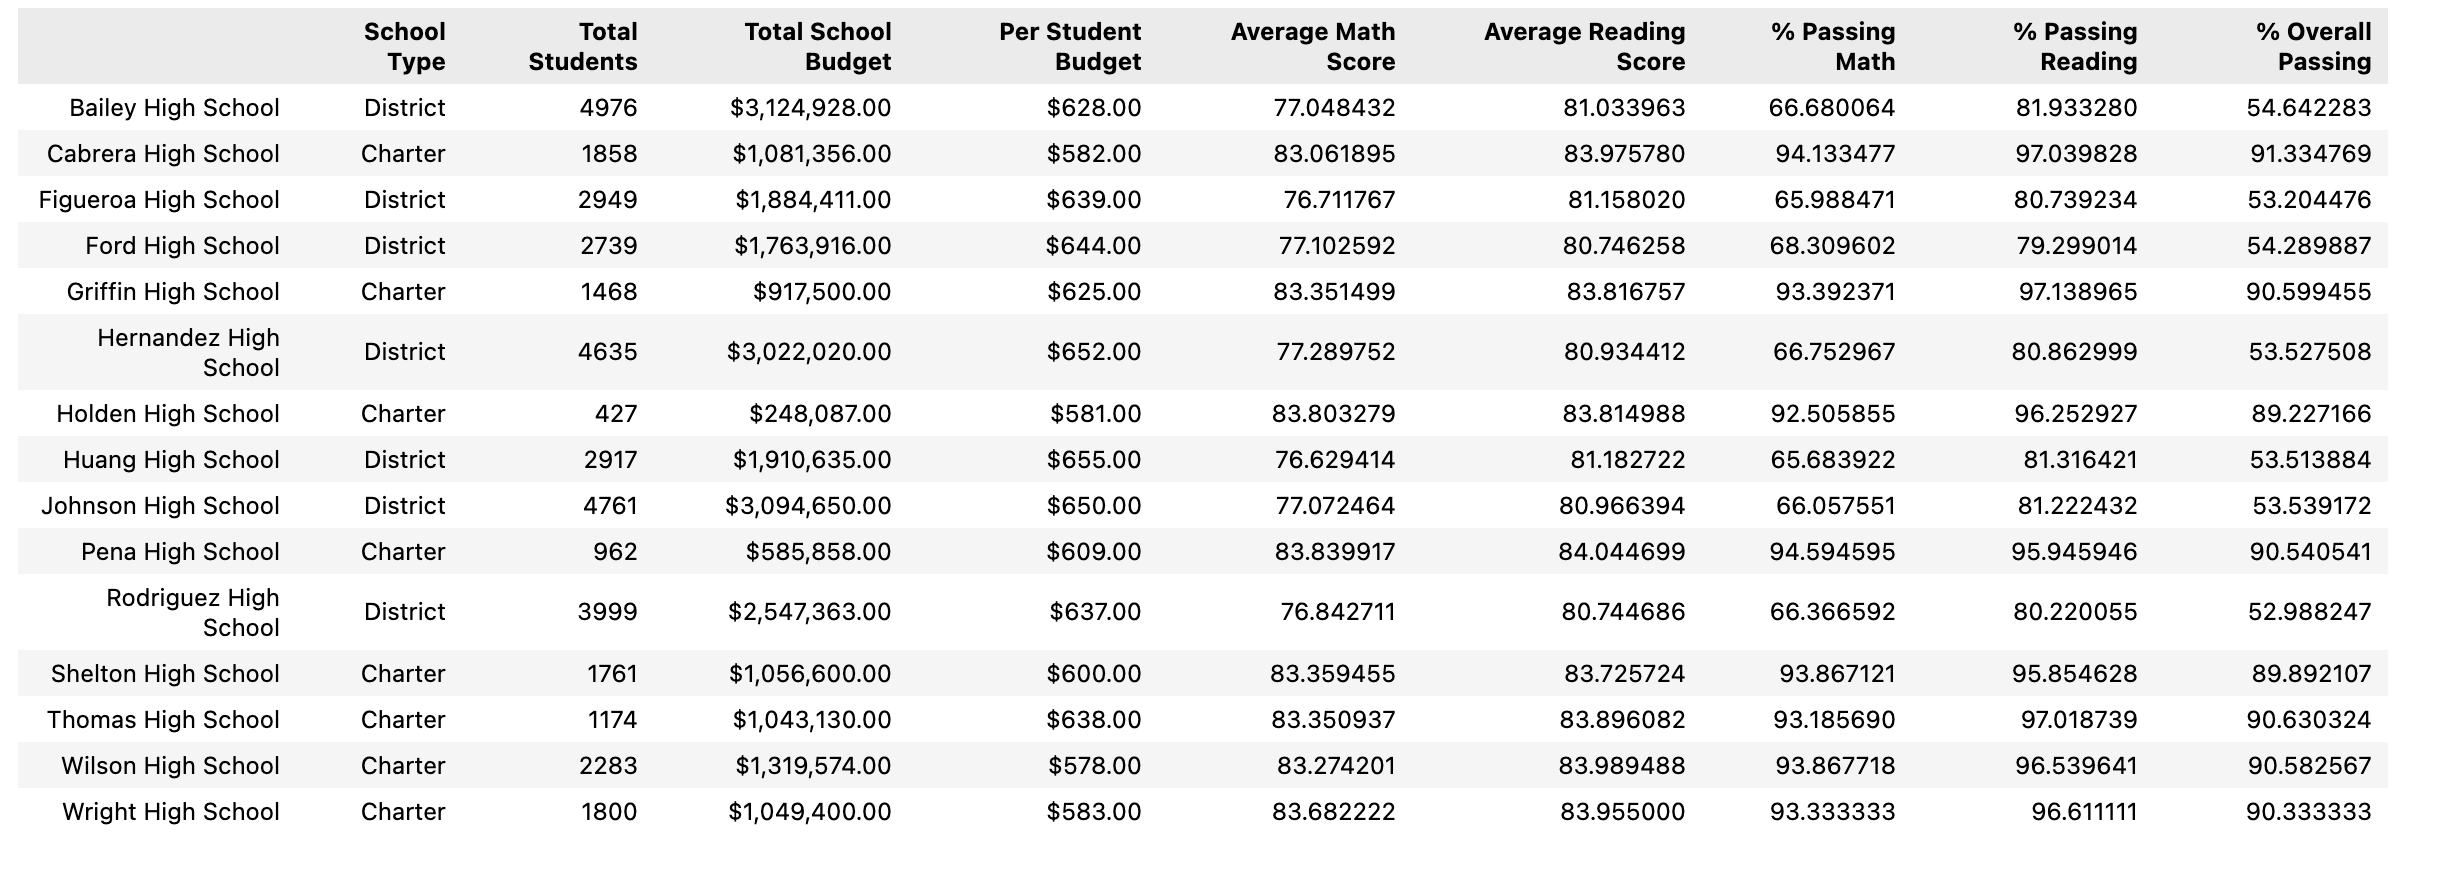 School Type Total Students Total School Budget Per Student Budget Average Math Score Average Reading Score % Passing Math % Passing Reading % Overall Passing
Bailey High School District 4976 $3,124,928.00 $628.00 77.048432 81.033963 66.680064 81.933280 54.642283
Cabrera High School Charter 1858 $1,081,356.00 $582.00 83.061895 83.975780 94.133477 97.039828 91.334769
Figueroa High School District 2949 $1,884,411.00 $639.00 76.711767 81.158020 65.988471 80.739234 53.204476
Ford High School District 2739 $1,763,916.00 $644.00 77.102592 80.746258 68.309602 79.299014 54.289887
Griffin High School Charter 1468 $917,500.00 $625.00 83.351499 83.816757 93.392371 97.138965 90.599455
Hernandez High School District 4635 $3,022,020.00 $652.00 77.289752 80.934412 66.752967 80.862999 53.527508
Holden High School Charter 427 $248,087.00 $581.00 83.803279 83.814988 92.505855 96.252927 89.227166
Huang High School District 2917 $1,910,635.00 $655.00 76.629414 81.182722 65.683922 81.316421 53.513884
Johnson High School District 4761 $3,094,650.00 $650.00 77.072464 80.966394 66.057551 81.222432 53.539172
Pena High School Charter 962 $585,858.00 $609.00 83.839917 84.044699 94.594595 95.945946 90.540541
Rodriguez High School District 3999 $2,547,363.00 $637.00 76.842711 80.744686 66.366592 80.220055 52.988247
Shelton High School Charter 1761 $1,056,600.00 $600.00 83.359455 83.725724 93.867121 95.854628 89.892107
Thomas High School Charter 1174 $1,043,130.00 $638.00 83.350937 83.896082 93.185690 97.018739 90.630324
Wilson High School Charter 2283 $1,319,574.00 $578.00 83.274201 83.989488 93.867718 96.539641 90.582567
Wright High School Charter 1800 $1,049,400.00 $583.00 83.682222 83.955000 93.333333 96.611111 90.333333